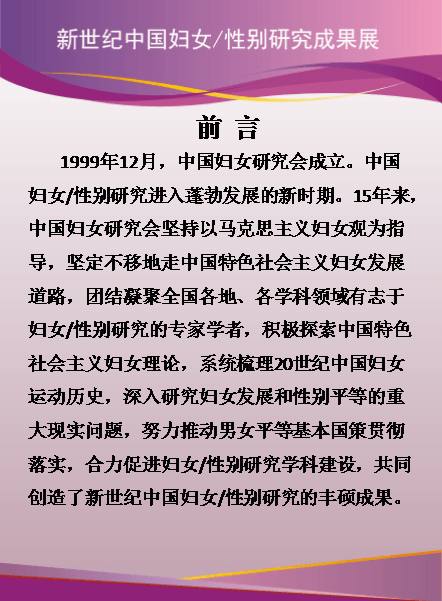 新世纪中国妇女/性别研究成果展
前 言
1999年12月，中国妇女研究会成立。中国
妇女/性别研究进入蓬勃发展的新时期。15年来，
中国妇女研究会坚持以马克思主义妇女观为指
导，坚定不移地走中国特色社会主义妇女发展
道路，团结凝聚全国各地、各学科领域有志于
妇女/性别研究的专家学者，积极探索中国特色
社会主义妇女理论，系统梳理20世纪中国妇女
运动历史，深入研究妇女发展和性别平等的重
大现实问题，努力推动男女平等基本国策贯彻
落实，合力促进妇女/性别研究学科建设，共同
创造了新世纪中国妇女/性别研究的丰硕成果。